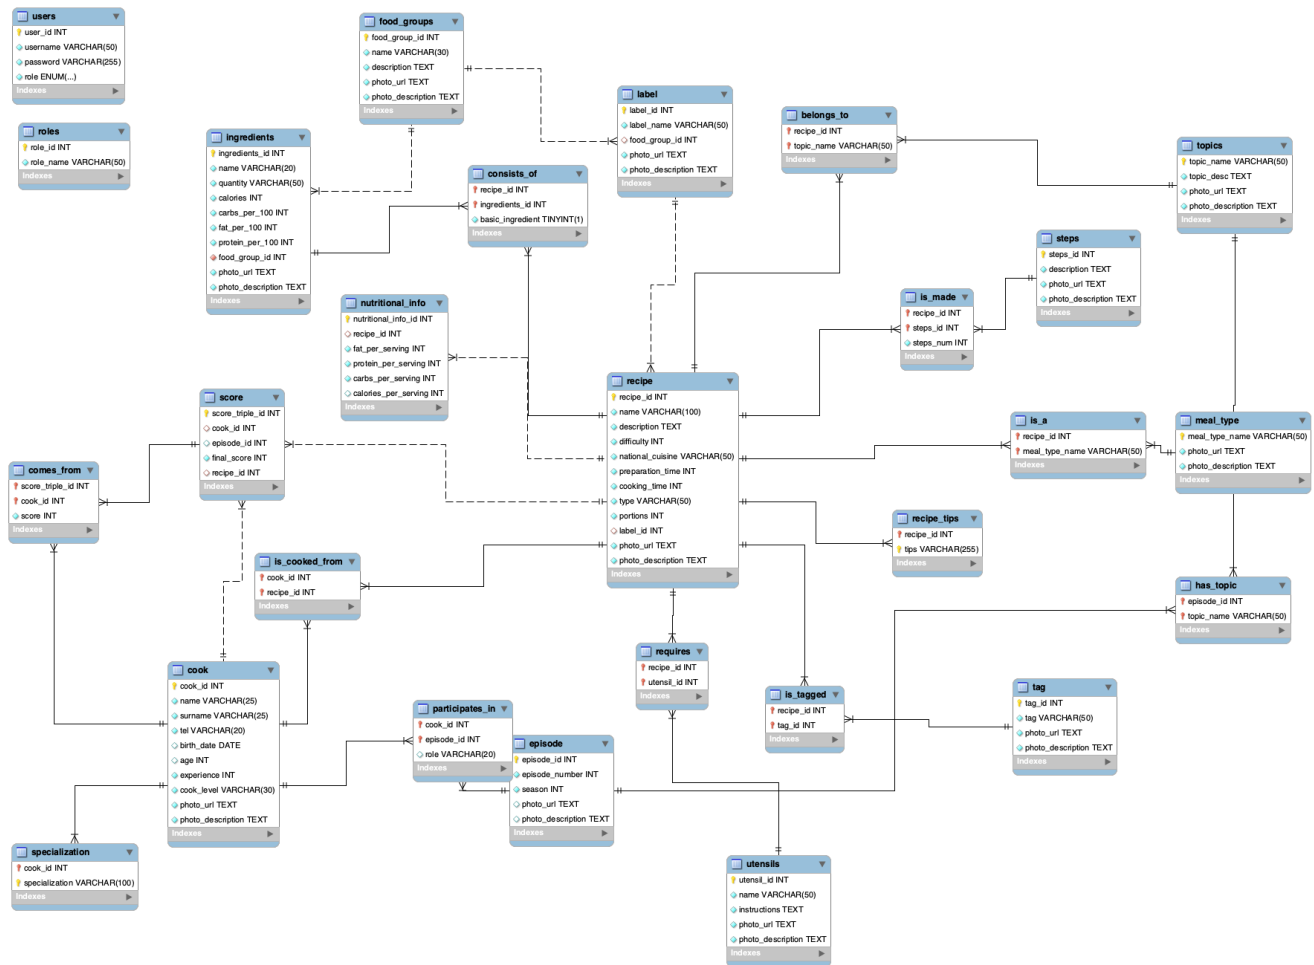 users
user_id INT
username VARCHAR(50)
password VARCHAR(255)
role ENUM(...)
Indexes
roles
role_id INT
role_name VARCHAR(50)
Indexes
food_groups
food_group_id INT
name VARCHAR(30)
description TEXT
photo_url TEXT
photo_description TEXT
Indexes
ingredients
ingredients_id INT
name VARCHAR(20)
quantity VARCHAR(50)
calories INT
carbs_per_100 INT
fat_per_100 INT
protein_per_100 INT
food_group_id INT
photo_url TEXT
photo_description TEXT
Indexes
label
label_id INT
label_name VARCHAR(50)
food_group_id INT
photo_url TEXT
photo_description TEXT
Indexes
belongs_to
recipe_id INT
topic_name VARCHAR(50)
Indexes
topics
topic_name VARCHAR(50)
topic_desc TEXT
photo_url TEXT
photo_description TEXT
Indexes
consists_of
recipe_id INT
ingredients_id INT
basic_ingredient TINYINT(1)
Indexes
steps
steps_id INT
description TEXT
photo_url TEXT
photo_description TEXT
Indexes
is_made
recipe_id INT
steps_id INT
steps_num INT
Indexes
nutritional_info
nutritional_info_id INT
recipe_id INT
fat_per_serving INT
protein_per_serving INT
carbs_per_serving INT
calories_per_serving INT
Indexes
recipe
recipe_id INT
name VARCHAR(100)
description TEXT
difficulty INT
national_cuisine VARCHAR(50)
preparation_time INT
cooking_time INT
type VARCHAR(50)
portions INT
label_id INT
photo_url TEXT
photo_description TEXT
Indexes
score
score_triple_id INT
cook_id INT
episode_id INT
final_score INT
recipe_id INT
Indexes
is_a
recipe_id INT
meal_type_name VARCHAR(50)
Indexes
meal_type
meal_type_name VARCHAR(50)
photo_url TEXT
photo_description TEXT
Indexes
comes_from
score_triple_id INT
cook_id INT
score INT
Indexes
recipe_tips
recipe_id INT
tips VARCHAR(255)
Indexes
is_cooked_from
cook_id INT
recipe_id INT
Indexes
has_topic
episode_id INT
topic_name VARCHAR(50)
Indexes
requires
recipe_id INT
utensil_id INT
Indexes
cook
cook_id INT
name VARCHAR(25)
surname VARCHAR(25)
tel VARCHAR(20)
birth_date DATE
age INT
experience INT
cook_level VARCHAR(30)
photo_url TEXT
photo_description TEXT
Indexes
is_tagged
recipe_id INT
tag_id INT
Indexes
tag
tag_id INT
tag VARCHAR(50)
photo_url TEXT
photo_description TEXT
Indexes
participates_in
cook_id INT
episode_id INT
role VARCHAR(20)
Indexes
episode
episode_id INT
episode_number INT
season INT
photo_url TEXT
photo_description TEXT
Indexes
specialization
cook_id INT
specialization VARCHAR(100)
Indexes
utensils
utensil_id INT
name VARCHAR(50)
instructions TEXT
photo_url TEXT
photo_description TEXT
Indexes